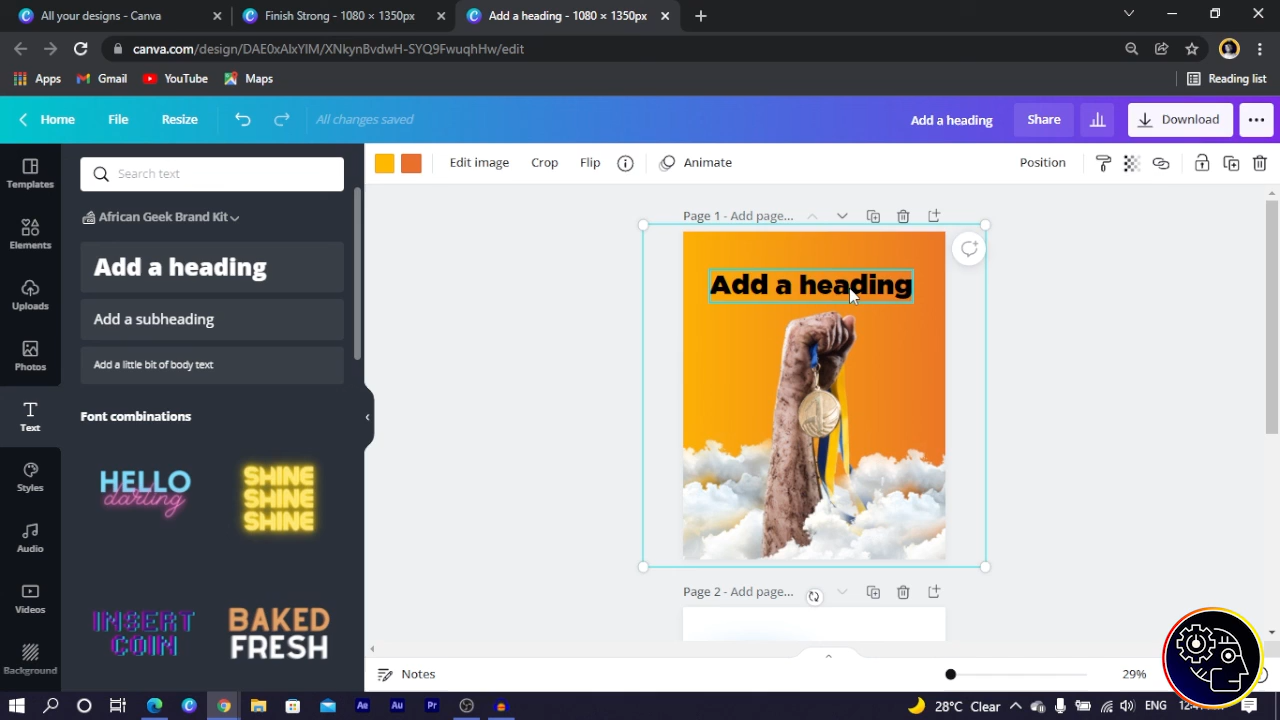 All your designs - Canva
Finish Strong - 1080 × 1350px
Add a heading - 1080 × 1350px
canva.com/design/DAE0xAlxYlM/XNkynBvdwH-SYQ9FwuqhHw/edit
Apps
Gmail
YouTube
Maps
Reading list
Home
File
Resize
All changes saved
Add a heading
Share
Download
Templates
Elements
Uploads
Photos
Text
Styles
Audio
Videos
Background
Search text
African Geek Brand Kit
Add a heading
Add a subheading
Add a little bit of body text
Font combinations
HELLO
darling
SHINE
SHINE
SHINE
INSERT
COIN
BAKED
FRESH
Edit image
Crop
Flip
Animate
Position
Page 1 - Add page...
Add a heading
Page 2 - Add page...
Notes
29%
Ae
Au
Pr
28°C Clear
ENG